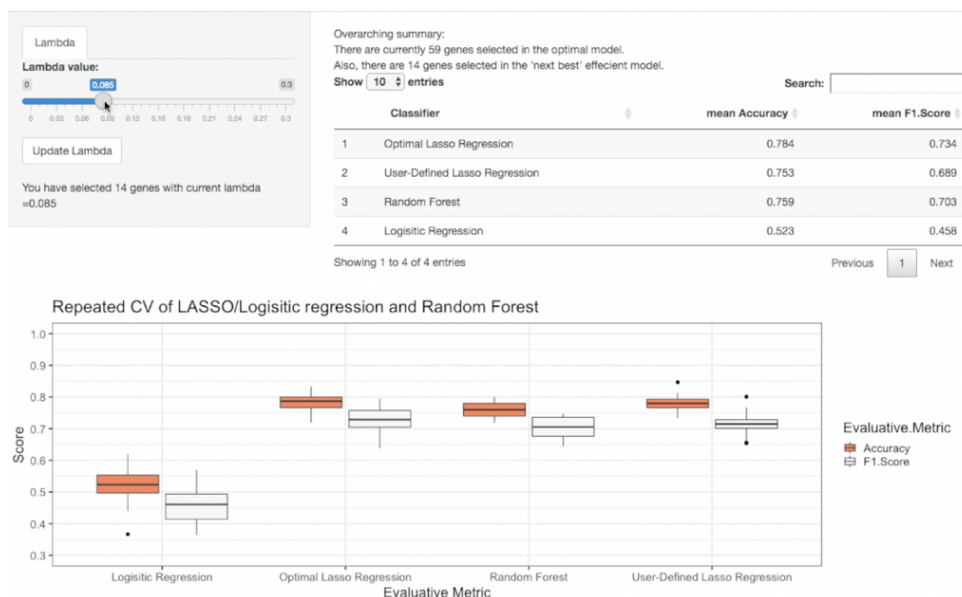 Lambda
Lambda value:
0 0.085 0.3
0 0.03 0.06 0.09 0.12 0.15 0.18 0.21 0.24 0.27 0.3
Update Lambda
You have selected 14 genes with current lambda
=0.085
Overarching summary:
There are currently 59 genes selected in the optimal model.
Also, there are 14 genes selected in the 'next best' effecient model.
Show 10 entries
Search:
Classifier mean Accuracy mean F1.Score
1 Optimal Lasso Regression 0.784 0.734
2 User-Defined Lasso Regression 0.753 0.689
3 Random Forest 0.759 0.703
4 Logisitic Regression 0.523 0.458
Showing 1 to 4 of 4 entries
Previous 1 Next
Repeated CV of LASSO/Logisitic regression and Random Forest
1.0
0.9
0.8
0.7
0.6
0.5
0.4
0.3
Score
Logisitic Regression Optimal Lasso Regression Random Forest User-Defined Lasso Regression
Evaluative Metric
Evaluative.Metric
Accuracy
F1.Score